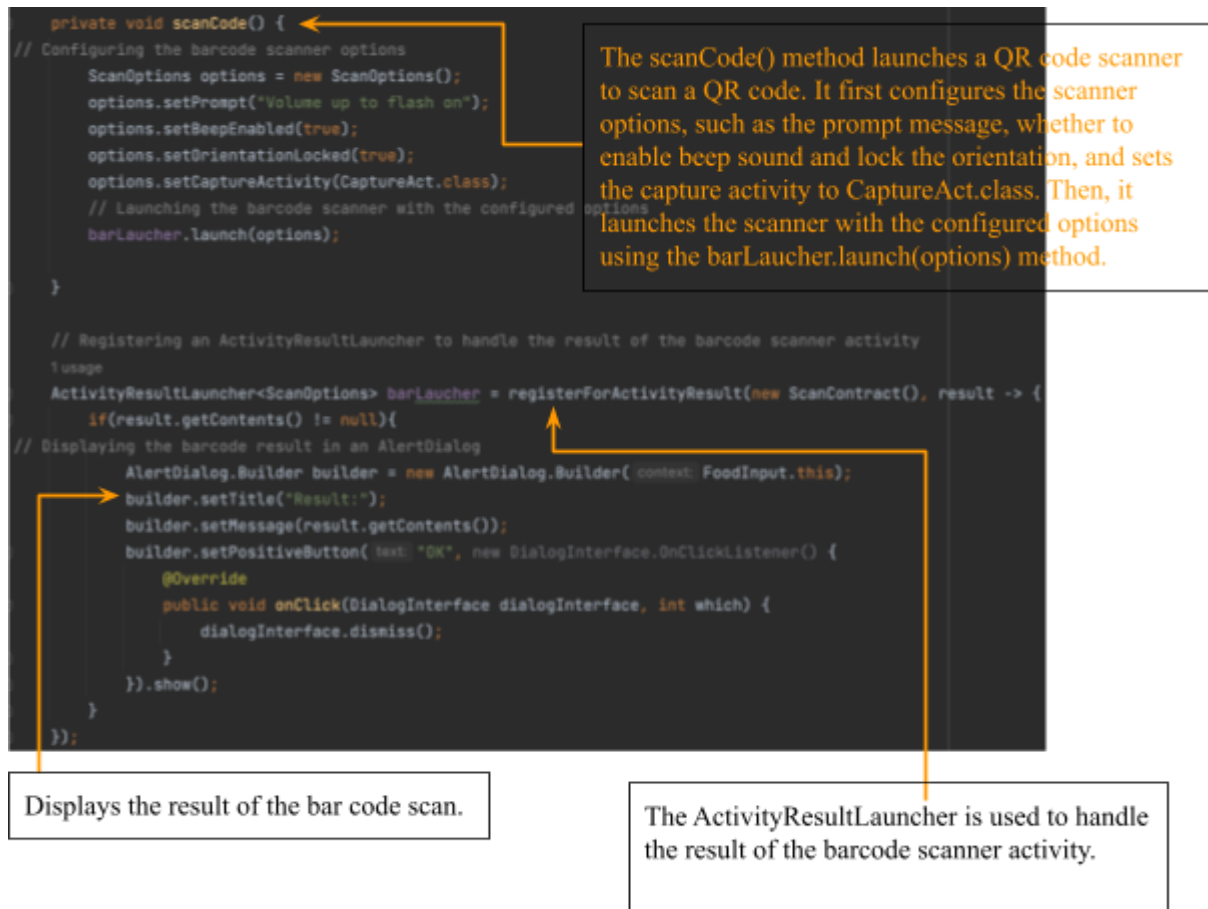 private void scanCode() {
// Configuring the barcode scanner options
ScanOptions options = new ScanOptions();
options.setPrompt("Volume up to flash on");
options.setBeepEnabled(true);
options.setOrientationLocked(true);
options.setCaptureActivity(CaptureAct.class);
// Launching the barcode scanner with the configured options
barLaucher.launch(options);
}
The scanCode() method launches a QR code scanner
to scan a QR code. It first configures the scanner
options, such as the prompt message, whether to
enable beep sound and lock the orientation, and sets
the capture activity to CaptureAct.class. Then, it
launches the scanner with the configured options
using the barLaucher.launch(options) method.
// Registering an ActivityResultLauncher to handle the result of the barcode scanner activity
1 usage
ActivityResultLauncher<ScanOptions> barLaucher = registerForActivityResult(new ScanContract(), result -> {
if(result.getContents() != null){
// Displaying the barcode result in an AlertDialog
AlertDialog.Builder builder = new AlertDialog.Builder( context: FoodInput.this);
builder.setTitle("Result:");
builder.setMessage(result.getContents());
builder.setPositiveButton( text: "OK", new DialogInterface.OnClickListener() {
@Override
public void onClick(DialogInterface dialogInterface, int which) {
dialogInterface.dismiss();
}
}).show();
}
});
Displays the result of the bar code scan.
The ActivityResultLauncher is used to handle
the result of the barcode scanner activity.